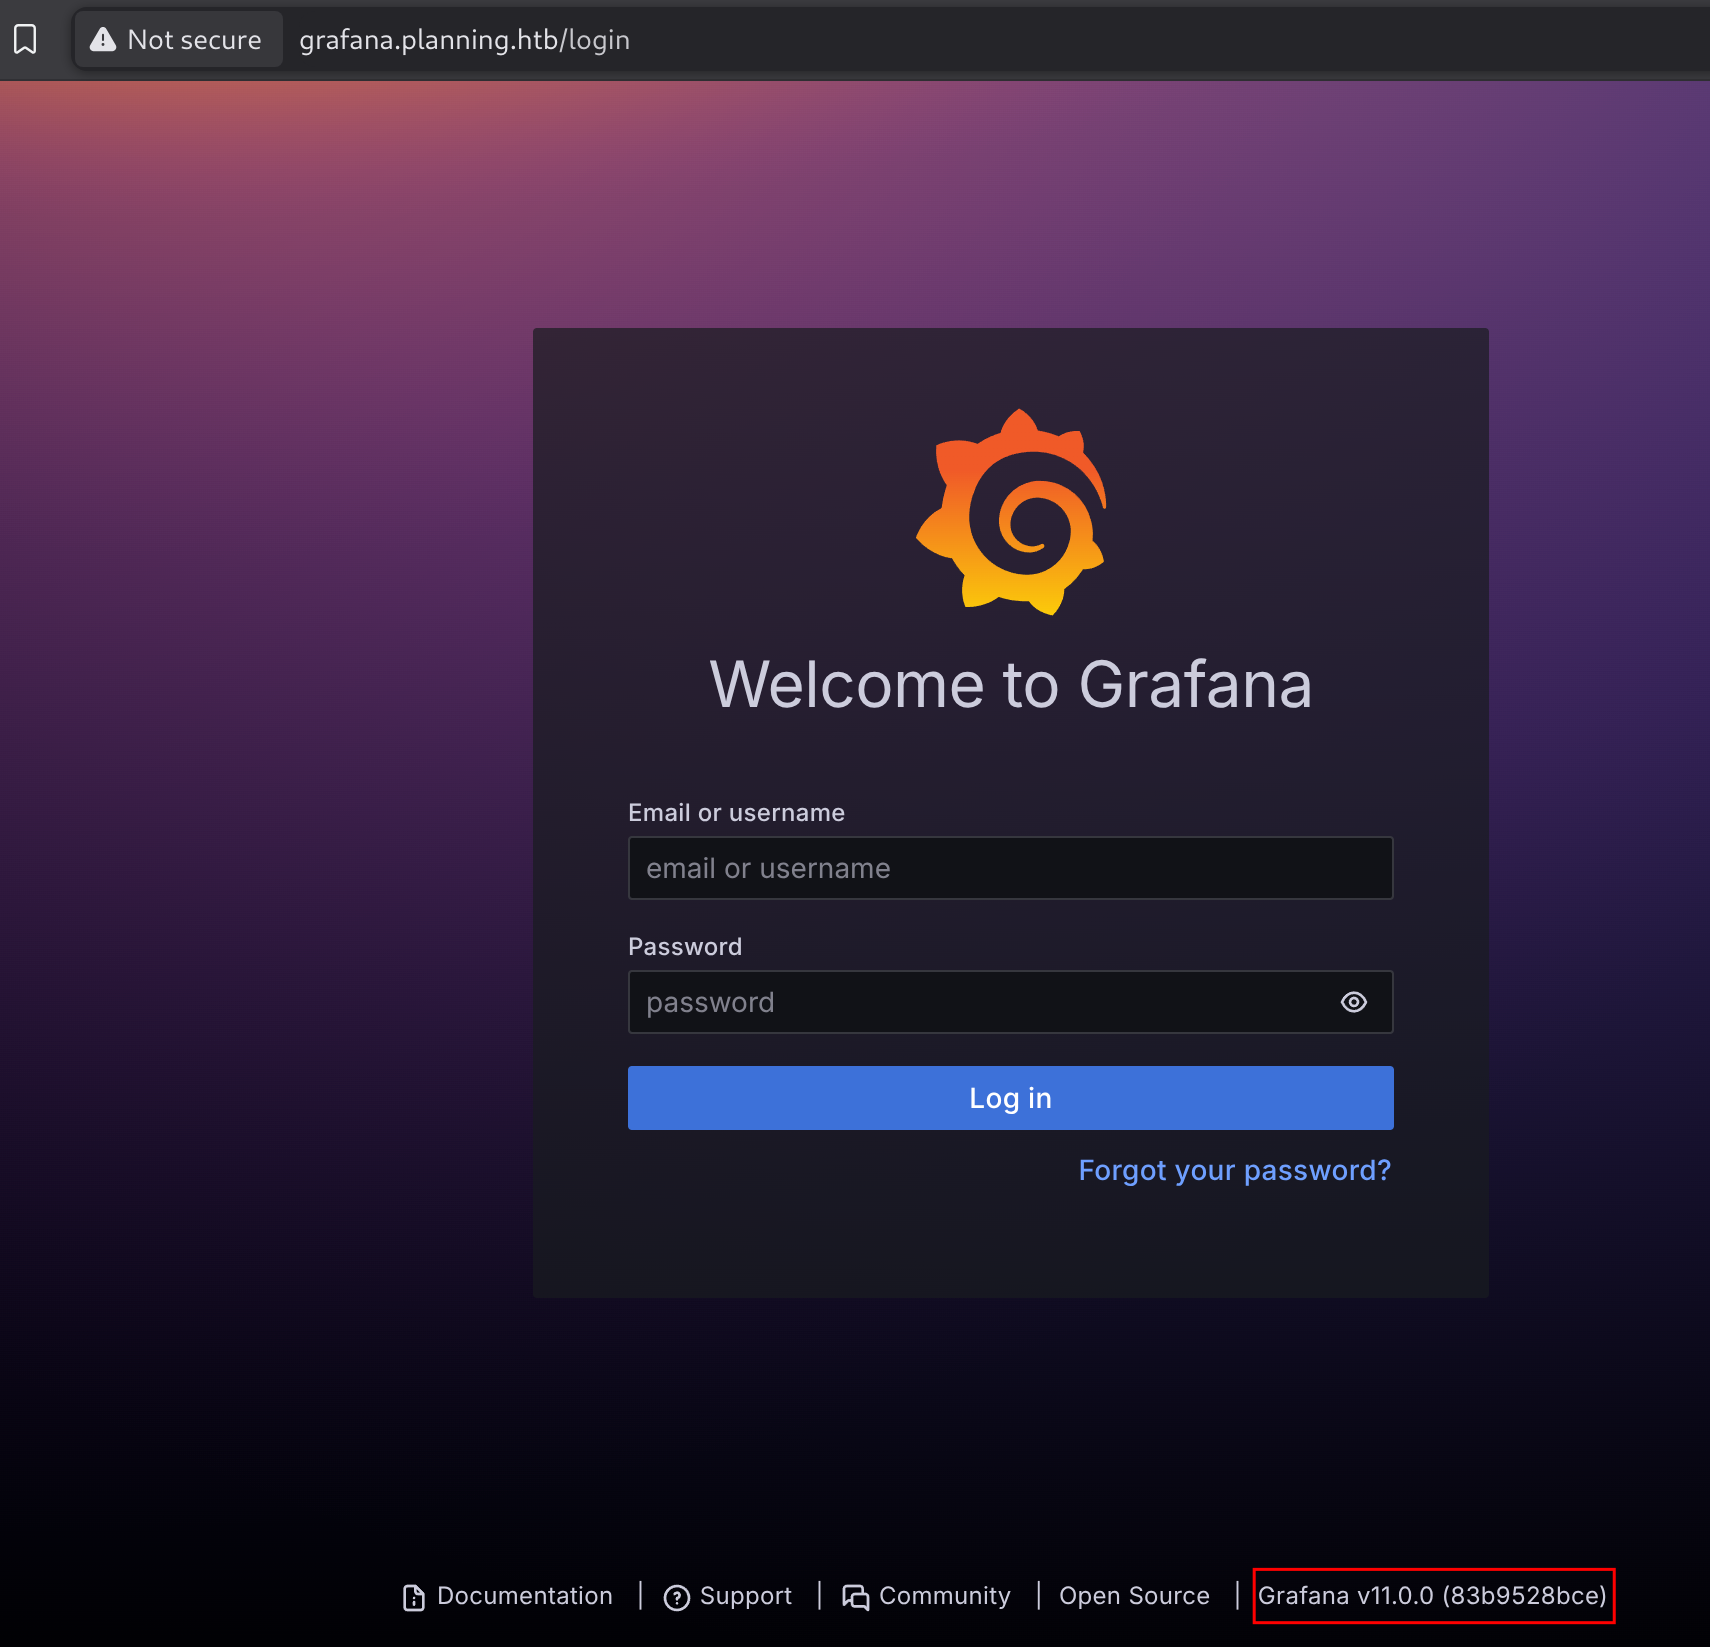 Not secure grafana.planning.htb/login
Welcome to Grafana
Email or username
email or username
Password
password
Log in
Forgot your password?
Documentation | Support | Community | Open Source | Grafana v11.0.0 (83b9528bce)